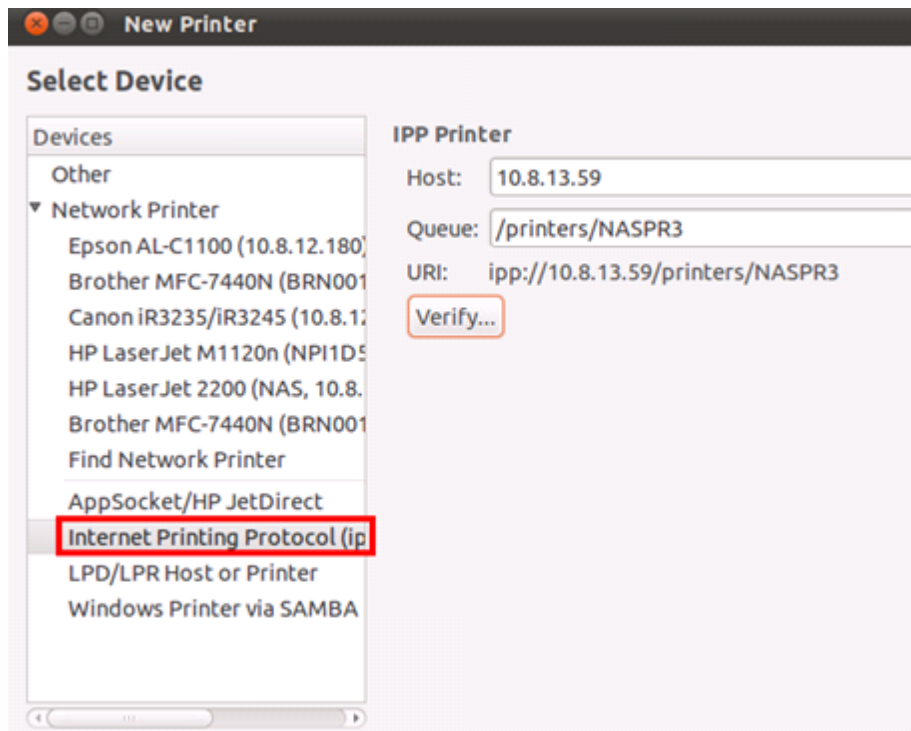 New Printer
Select Device
Devices
Other
Network Printer
Epson AL-C1100 (10.8.12.180)
Brother MFC-7440N (BRN001
Canon iR3235/iR3245 (10.8.12
HP LaserJet M1120n (NPI1D5
HP LaserJet 2200 (NAS, 10.8.
Brother MFC-7440N (BRN001
Find Network Printer
AppSocket/HP JetDirect
Internet Printing Protocol (ip
LPD/LPR Host or Printer
Windows Printer via SAMBA
IPP Printer
Host: 10.8.13.59
Queue: /printers/NASPR3
URI: ipp://10.8.13.59/printers/NASPR3
Verify...